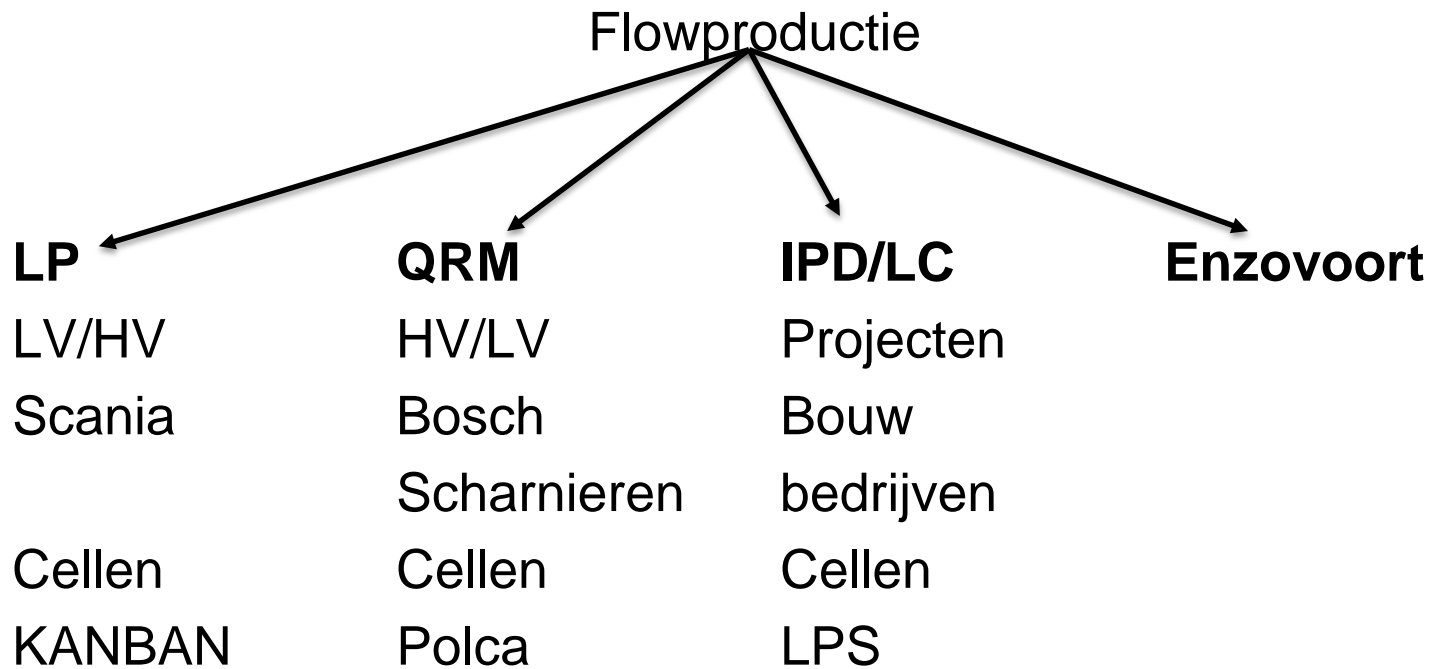 Flowproductie
LP QRM IPD/LC Enzovoort
LV/HV HV/LV Projecten
Scania Bosch Bouw
Scharnieren bedrijven
Cellen Cellen Cellen
KANBAN Polca LPS